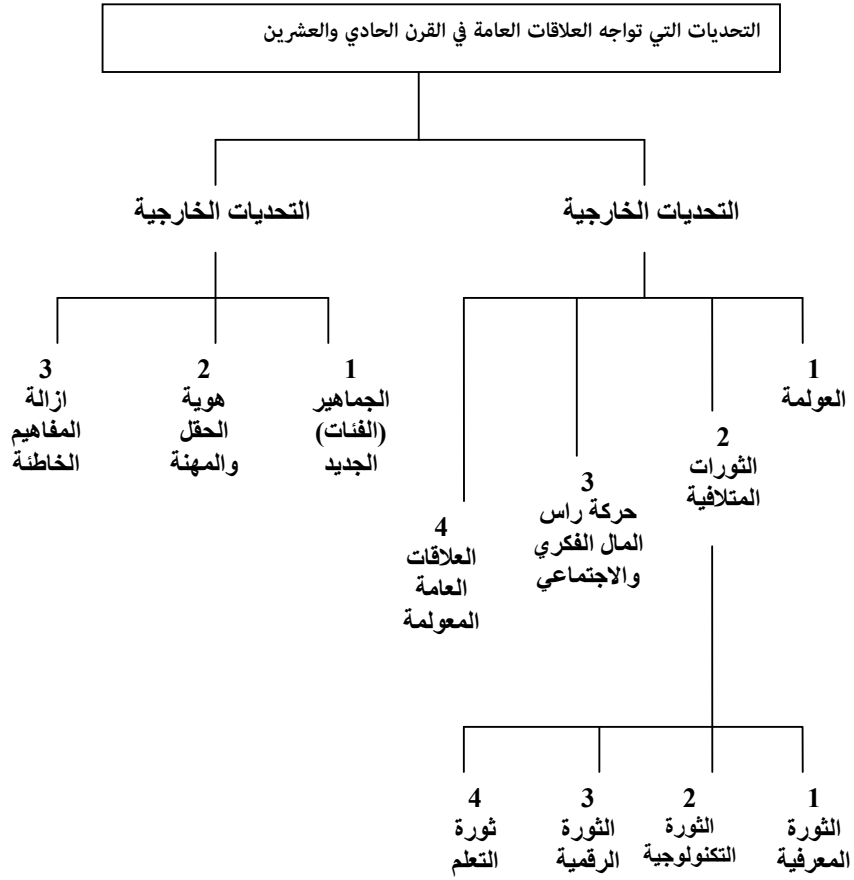 التحديات التي تواجه العلاقات العامة في القرن الحادي والعشرين
التحديات الخارجية
التحديات الخارجية
1
العولمة
2
الثورات
المتلافية
3
حركة راس
المال الفكري
والاجتماعي
4
العلاقات
العامة
المعولمة
1
الجماهير
(الفئات)
الجديد
2
هوية
الحقل
والمهنة
3
ازالة
المفاهيم
الخاطئة
1
الثورة
المعرفية
2
الثورة
التكنولوجية
3
الثورة
الرقمية
4
ثورة
التعلم